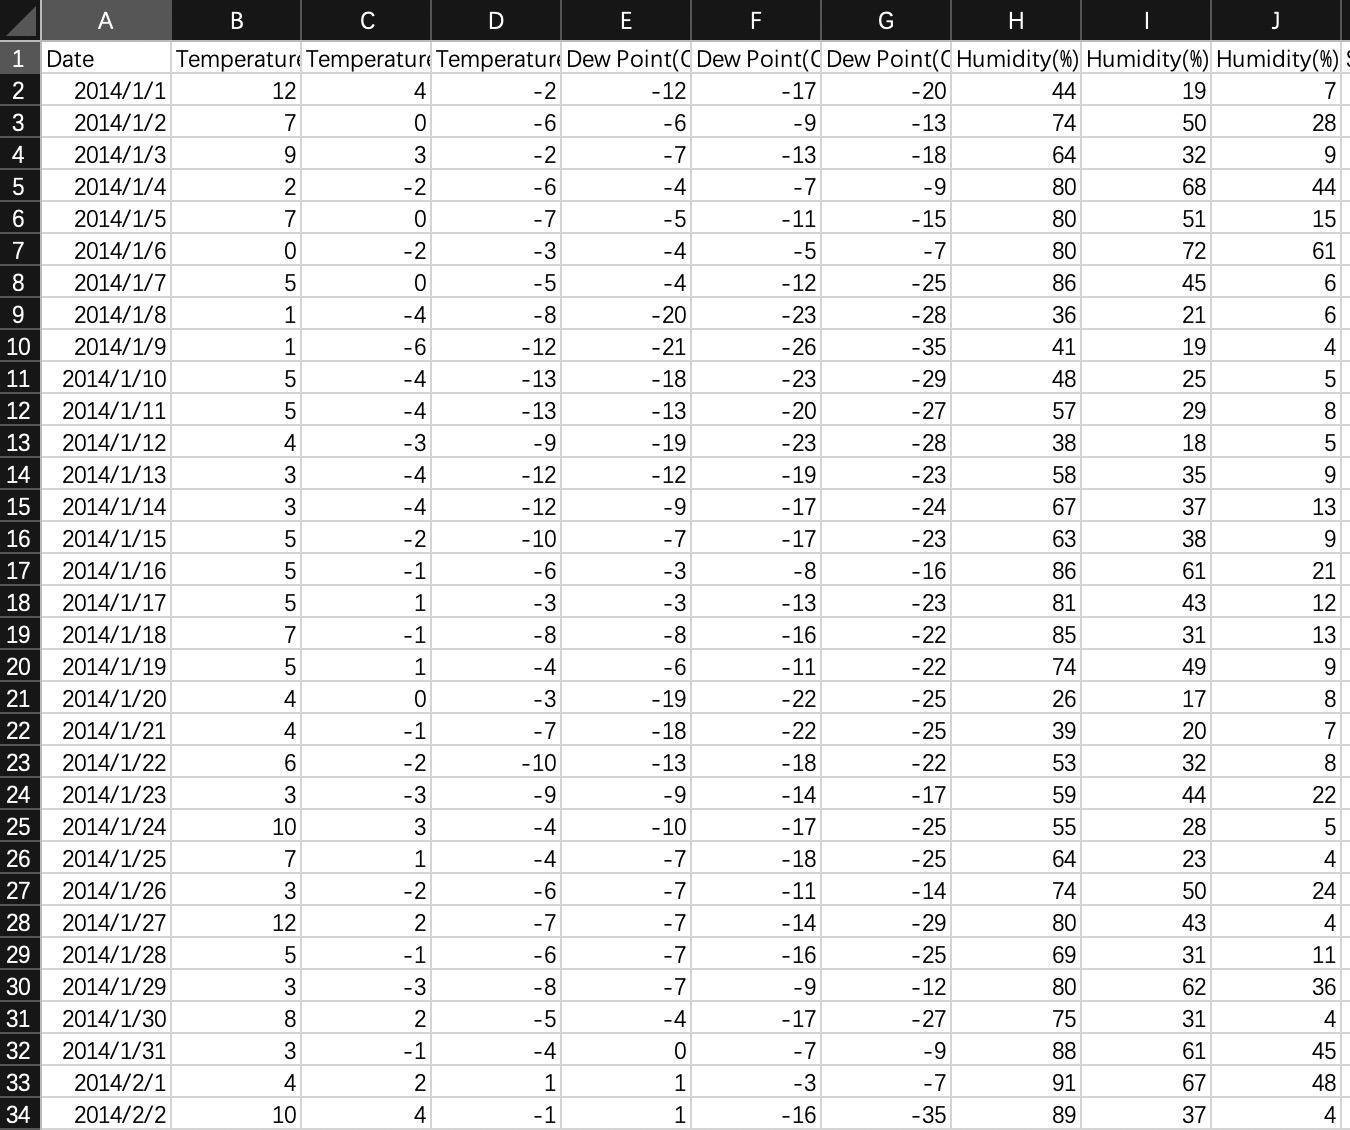 A B C D E F G H I J
1 Date Temperature Temperature Temperature Dew Point(C Dew Point(C Dew Point(C Humidity(%) Humidity(%) Humidity(%)
2 2014/1/1 12 4 -2 -12 -17 -20 44 19 7
3 2014/1/2 7 0 -6 -6 -9 -13 74 50 28
4 2014/1/3 9 3 -2 -7 -13 -18 64 32 9
5 2014/1/4 2 -2 -6 -4 -7 -9 80 68 44
6 2014/1/5 7 0 -7 -5 -11 -15 80 51 15
7 2014/1/6 0 -2 -3 -4 -5 -7 80 72 61
8 2014/1/7 5 0 -5 -4 -12 -25 86 45 6
9 2014/1/8 1 -4 -8 -20 -23 -28 36 21 6
10 2014/1/9 1 -6 -12 -21 -26 -35 41 19 4
11 2014/1/10 5 -4 -13 -18 -23 -29 48 25 5
12 2014/1/11 5 -4 -13 -13 -20 -27 57 29 8
13 2014/1/12 4 -3 -9 -19 -23 -28 38 18 5
14 2014/1/13 3 -4 -12 -12 -19 -23 58 35 9
15 2014/1/14 3 -4 -12 -9 -17 -24 67 37 13
16 2014/1/15 5 -2 -10 -7 -17 -23 63 38 9
17 2014/1/16 5 -1 -6 -3 -8 -16 86 61 21
18 2014/1/17 5 1 -3 -3 -13 -23 81 43 12
19 2014/1/18 7 -1 -8 -8 -16 -22 85 31 13
20 2014/1/19 5 1 -4 -6 -11 -22 74 49 9
21 2014/1/20 4 0 -3 -19 -22 -25 26 17 8
22 2014/1/21 4 -1 -7 -18 -22 -25 39 20 7
23 2014/1/22 6 -2 -10 -13 -18 -22 53 32 8
24 2014/1/23 3 -3 -9 -9 -14 -17 59 44 22
25 2014/1/24 10 3 -4 -10 -17 -25 55 28 5
26 2014/1/25 7 1 -4 -7 -18 -25 64 23 4
27 2014/1/26 3 -2 -6 -7 -11 -14 74 50 24
28 2014/1/27 12 2 -7 -7 -14 -29 80 43 4
29 2014/1/28 5 -1 -6 -7 -16 -25 69 31 11
30 2014/1/29 3 -3 -8 -7 -9 -12 80 62 36
31 2014/1/30 8 2 -5 -4 -17 -27 75 31 4
32 2014/1/31 3 -1 -4 0 -7 -9 88 61 45
33 2014/2/1 4 2 1 1 -3 -7 91 67 48
34 2014/2/2 10 4 -1 1 -16 -35 89 37 4